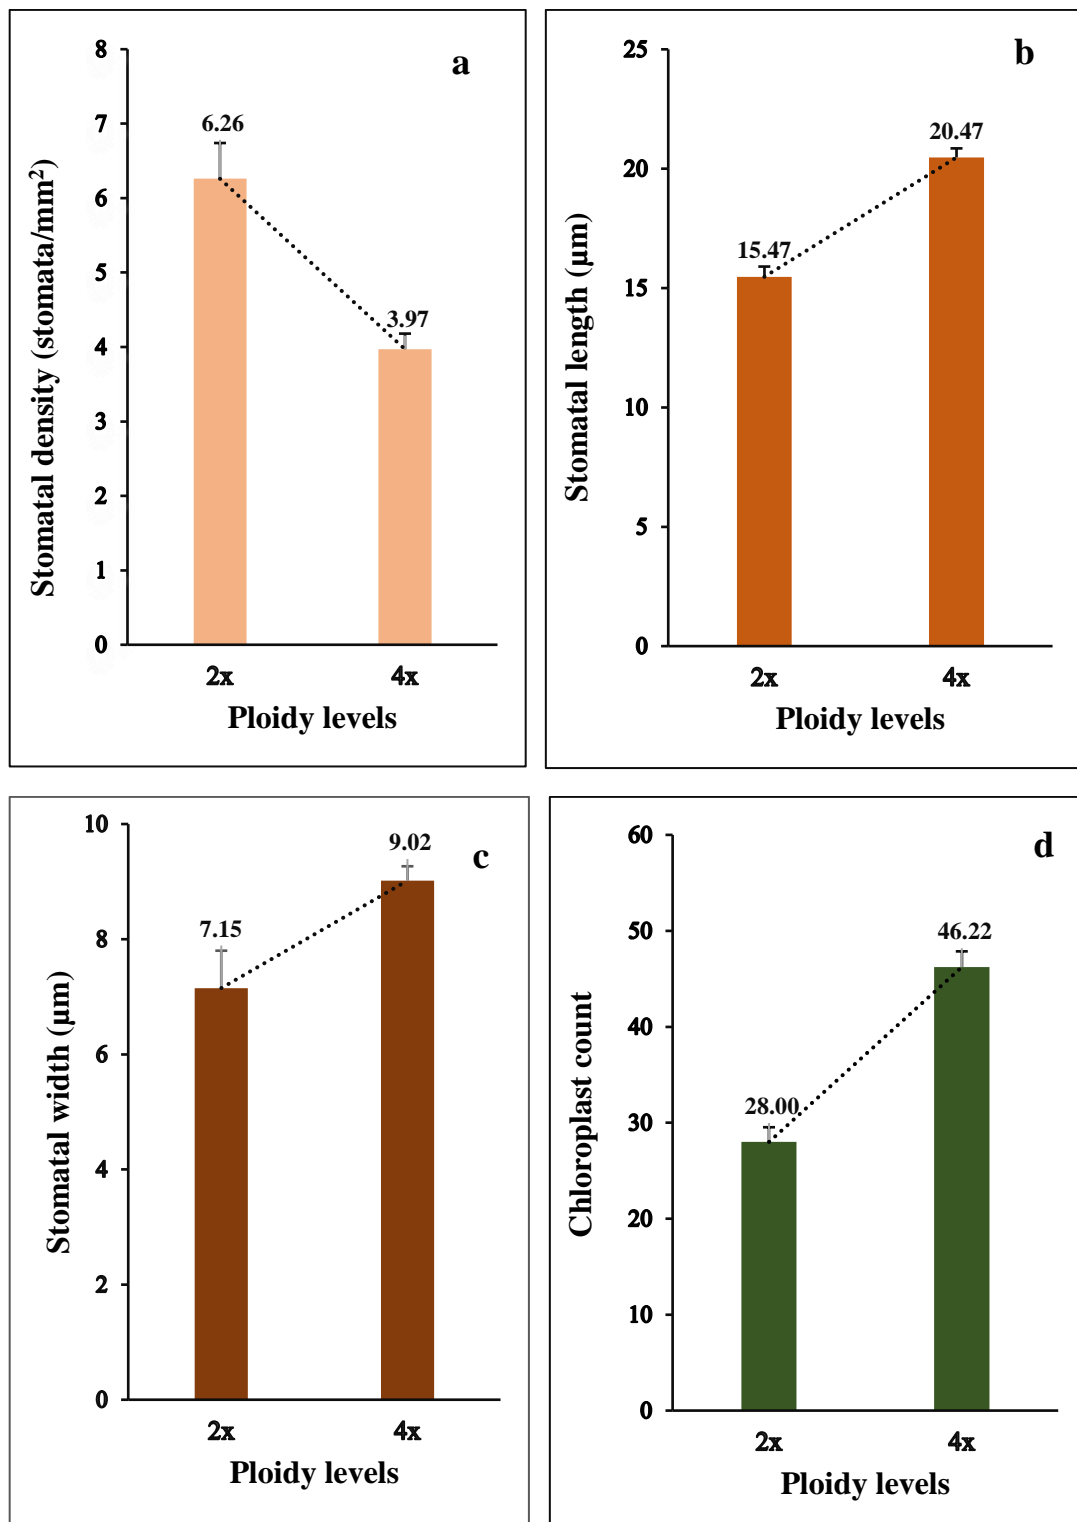 a
8
7
6
5
4
3
2
1
0
6.26
3.97
2x
4x
Ploidy levels
Stomatal density (stomata/mm²)
b
25
20
15
10
5
0
15.47
20.47
2x
4x
Ploidy levels
Stomatal length (µm)
c
10
8
6
4
2
0
7.15
9.02
2x
4x
Ploidy levels
Stomatal width (µm)
d
60
50
40
30
20
10
0
28.00
46.22
2x
4x
Ploidy levels
Chloroplast count